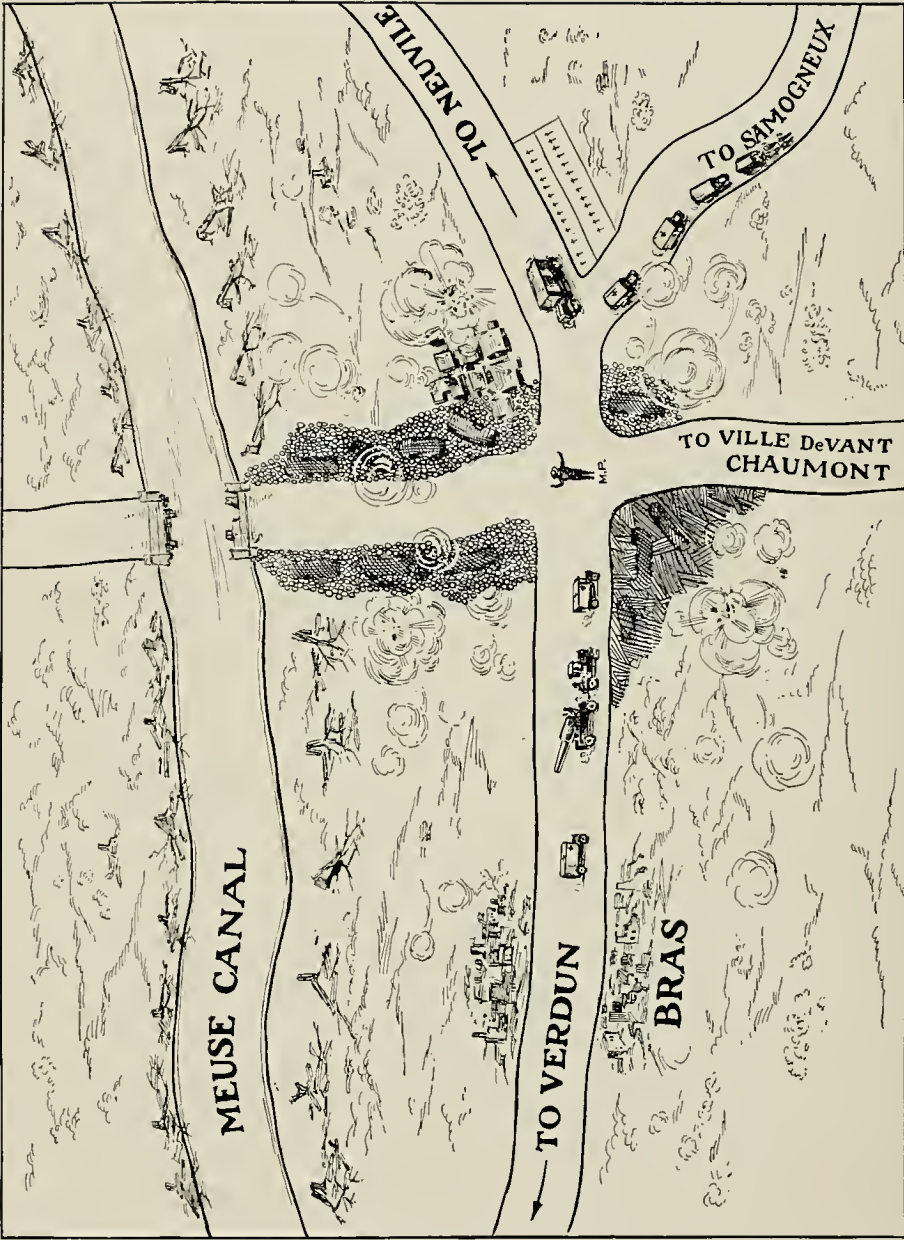 TO NEUVILLE
TO SAMOGNEUX
TO VILLE DeVANT
CHAUMONT
M.P.
MEUSE CANAL
TO VERDUN
BRAS